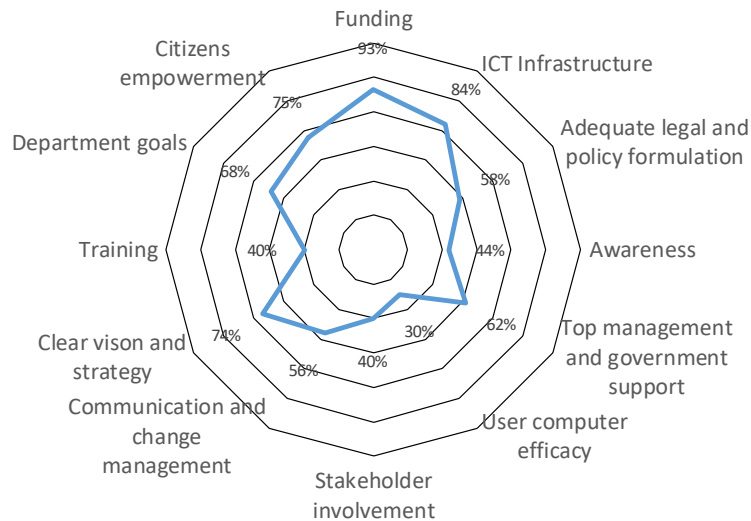 Funding
93%
ICT Infrastructure
84%
Adequate legal and
policy formulation
58%
Awareness
44%
Top management
and government
support
62%
User computer
efficacy
30%
Stakeholder
involvement
40%
Communication and
change
management
56%
Clear vison and
strategy
74%
Training
40%
Department goals
68%
Citizens
empowerment
75%